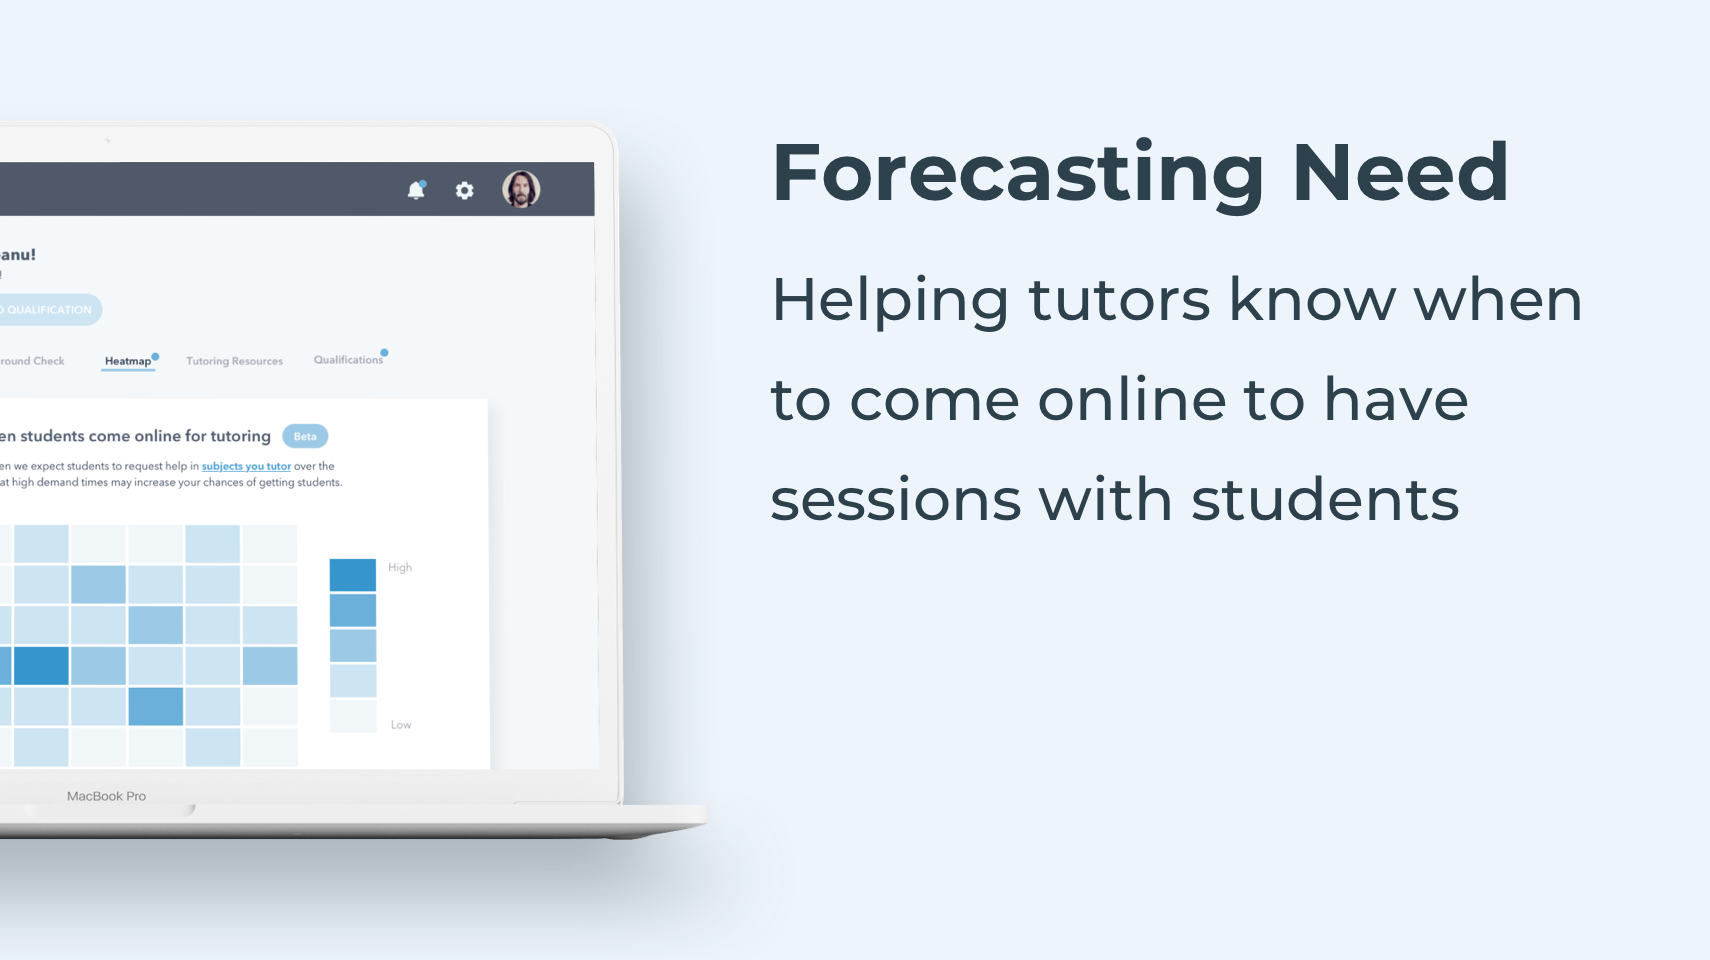 Forecasting Need
Helping tutors know when
to come online to have
sessions with students
anu!
!
QUALIFICATION
round Check
Heatmap
Tutoring Resources
Qualifications
en students come online for tutoring
Beta
en we expect students to request help in subjects you tutor over the
at high demand times may increase your chances of getting students.
High
Low
MacBook Pro